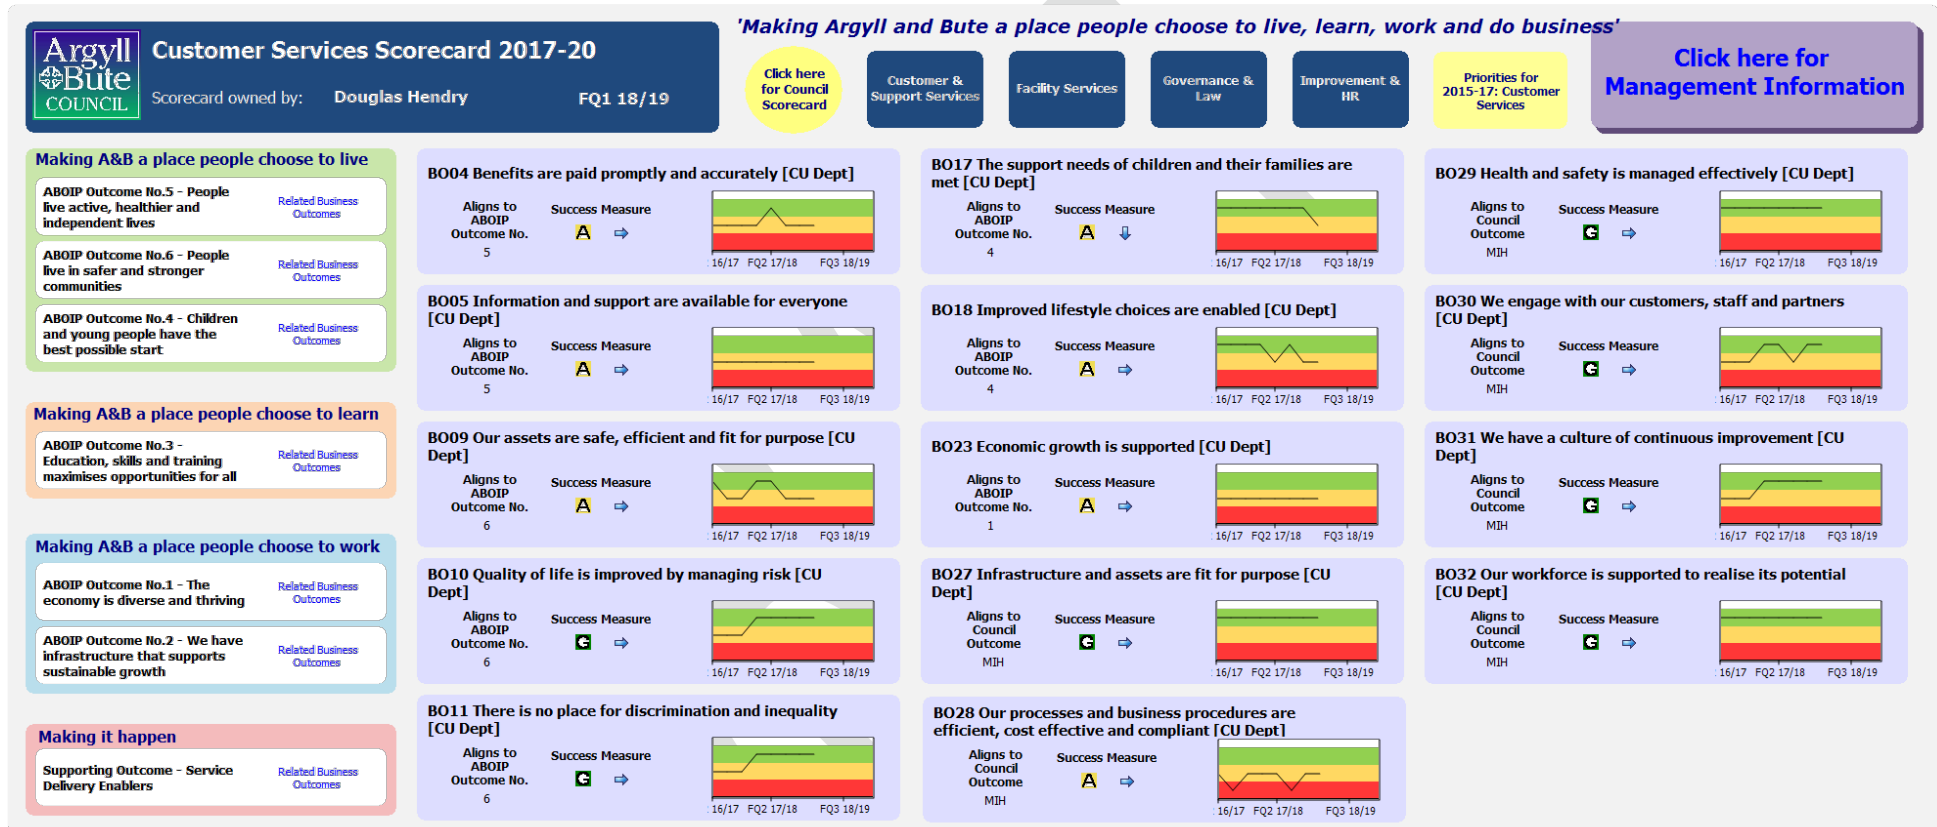 'Making Argyll and Bute a place people choose to live, learn, work and do business'
Argyll
Bute
COUNCIL
Customer Services Scorecard 2017-20
Scorecard owned by: Douglas Hendry FQ1 18/19
Click here
for Council
Scorecard
Customer &
Support Services
Facility Services
Governance &
Law
Improvement &
HR
Priorities for
2015-17: Customer
Services
Click here for
Management Information
Making A&B a place people choose to live
ABOIP Outcome No.5 - People
live active, healthier and
independent lives
Related Business
Outcomes
ABOIP Outcome No.6 - People
live in safer and stronger
communities
Related Business
Outcomes
ABOIP Outcome No.4 - Children
and young people have the
best possible start
Related Business
Outcomes
Making A&B a place people choose to learn
ABOIP Outcome No.3 -
Education, skills and training
maximises opportunities for all
Related Business
Outcomes
Making A&B a place people choose to work
ABOIP Outcome No.1 - The
economy is diverse and thriving
Related Business
Outcomes
ABOIP Outcome No.2 - We have
infrastructure that supports
sustainable growth
Related Business
Outcomes
Making it happen
Supporting Outcome - Service
Delivery Enablers
Related Business
Outcomes
BO04 Benefits are paid promptly and accurately [CU Dept]
Aligns to
ABOIP
Outcome No.
5
Success Measure
A
16/17 FQ2 17/18 FQ3 18/19
BO05 Information and support are available for everyone
[CU Dept]
Aligns to
ABOIP
Outcome No.
5
Success Measure
A
16/17 FQ2 17/18 FQ3 18/19
BO09 Our assets are safe, efficient and fit for purpose [CU
Dept]
Aligns to
ABOIP
Outcome No.
6
Success Measure
A
16/17 FQ2 17/18 FQ3 18/19
BO10 Quality of life is improved by managing risk [CU
Dept]
Aligns to
ABOIP
Outcome No.
6
Success Measure
G
16/17 FQ2 17/18 FQ3 18/19
BO11 There is no place for discrimination and inequality
[CU Dept]
Aligns to
ABOIP
Outcome No.
6
Success Measure
G
16/17 FQ2 17/18 FQ3 18/19
BO17 The support needs of children and their families are
met [CU Dept]
Aligns to
ABOIP
Outcome No.
4
Success Measure
A
16/17 FQ2 17/18 FQ3 18/19
BO18 Improved lifestyle choices are enabled [CU Dept]
Aligns to
ABOIP
Outcome No.
4
Success Measure
A
16/17 FQ2 17/18 FQ3 18/19
BO23 Economic growth is supported [CU Dept]
Aligns to
ABOIP
Outcome No.
1
Success Measure
A
16/17 FQ2 17/18 FQ3 18/19
BO27 Infrastructure and assets are fit for purpose [CU
Dept]
Aligns to
Council
Outcome
MIH
Success Measure
G
16/17 FQ2 17/18 FQ3 18/19
BO28 Our processes and business procedures are
efficient, cost effective and compliant [CU Dept]
Aligns to
Council
Outcome
MIH
Success Measure
A
16/17 FQ2 17/18 FQ3 18/19
BO29 Health and safety is managed effectively [CU Dept]
Aligns to
Council
Outcome
MIH
Success Measure
G
16/17 FQ2 17/18 FQ3 18/19
BO30 We engage with our customers, staff and partners
[CU Dept]
Aligns to
Council
Outcome
MIH
Success Measure
G
16/17 FQ2 17/18 FQ3 18/19
BO31 We have a culture of continuous improvement [CU
Dept]
Aligns to
Council
Outcome
MIH
Success Measure
G
16/17 FQ2 17/18 FQ3 18/19
BO32 Our workforce is supported to realise its potential
[CU Dept]
Aligns to
Council
Outcome
MIH
Success Measure
G
16/17 FQ2 17/18 FQ3 18/19